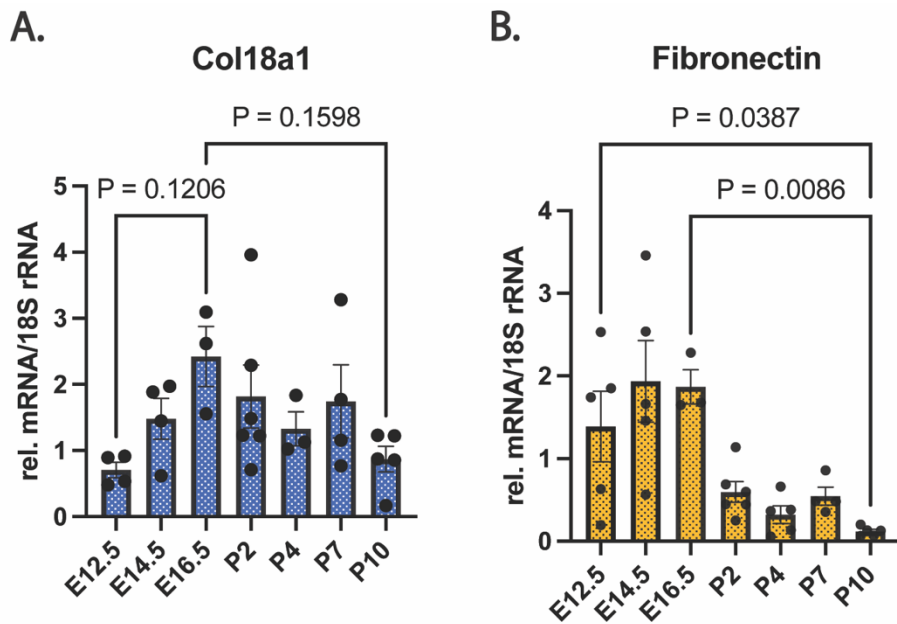 A.
Col18a1
P = 0.1598
P = 0.1206
rel. mRNA/18S rRNA
5
4
3
2
1
0
E12.5
E14.5
E16.5
P2
P4
P7
P10
B.
Fibronectin
P = 0.0387
P = 0.0086
rel. mRNA/18S rRNA
4
3
2
1
0
E12.5
E14.5
E16.5
P2
P4
P7
P10